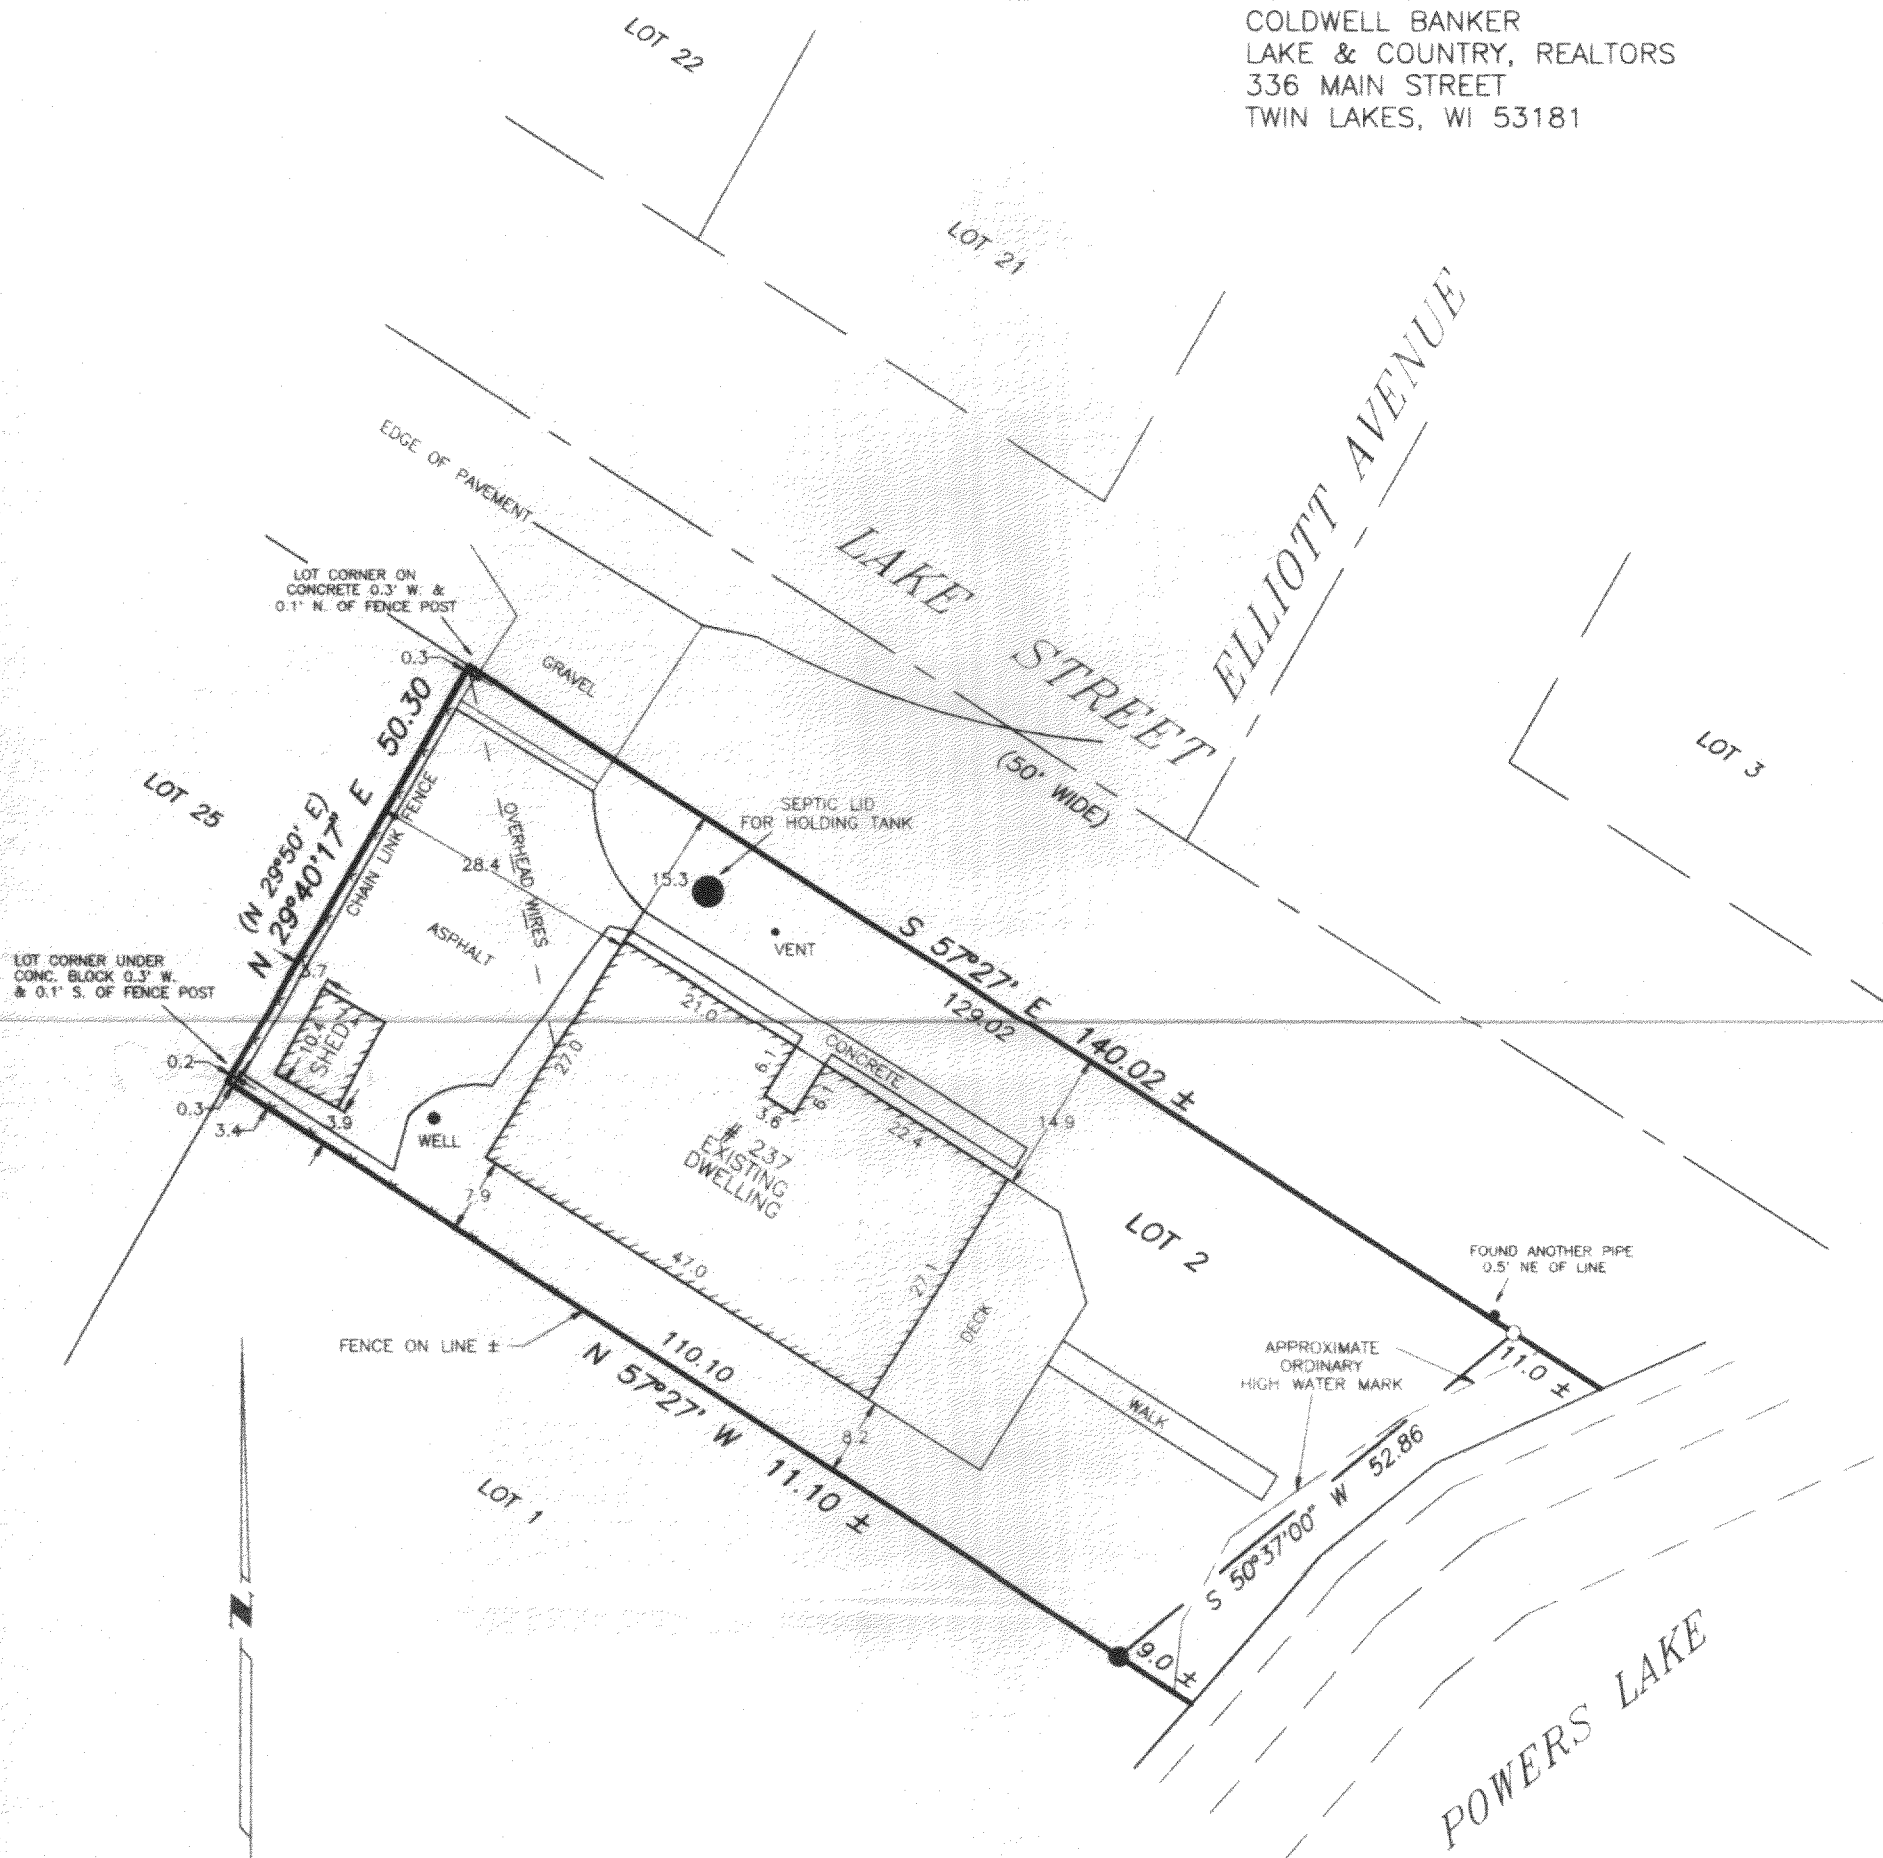 COLDWELL BANKER
LAKE & COUNTRY, REALTORS
336 MAIN STREET
TWIN LAKES, WI 53181
LOT 22
LOT 21
ELLIOTT AVENUE
EDGE OF PAVEMENT
LAKE STREET
(50' WIDE)
LOT 3
LOT CORNER ON
CONCRETE 0.3' W. &
0.1' N. OF FENCE POST
0.3
GRAVEL
50.30
N 29°40'17" E
(N 29°50' E)
LOT 25
CHAIN LINK FENCE
OVERHEAD WIRES
28.4
15.3
SEPTIC LID
FOR HOLDING TANK
VENT
ASPHALT
S 57°27' E 140.02 ±
129.02
LOT CORNER UNDER
CONC. BLOCK 0.3' W.
& 0.1' S. OF FENCE POST
3.7
10.4
SHED
3.9
0.2
0.3
3.4
WELL
21.0
27.0
6.1
3.6
6.1
CONCRETE
22.4
14.9
# 237
EXISTING
DWELLING
7.9
47.0
27.1
DECK
LOT 2
FOUND ANOTHER PIPE
0.5' NE OF LINE
FENCE ON LINE ±
110.10
N 57°27' W 11.10 ±
8.2
WALK
APPROXIMATE
ORDINARY
HIGH WATER MARK
11.0 ±
S 50°37'00" W 52.86
9.0 ±
LOT 1
N
POWERS LAKE